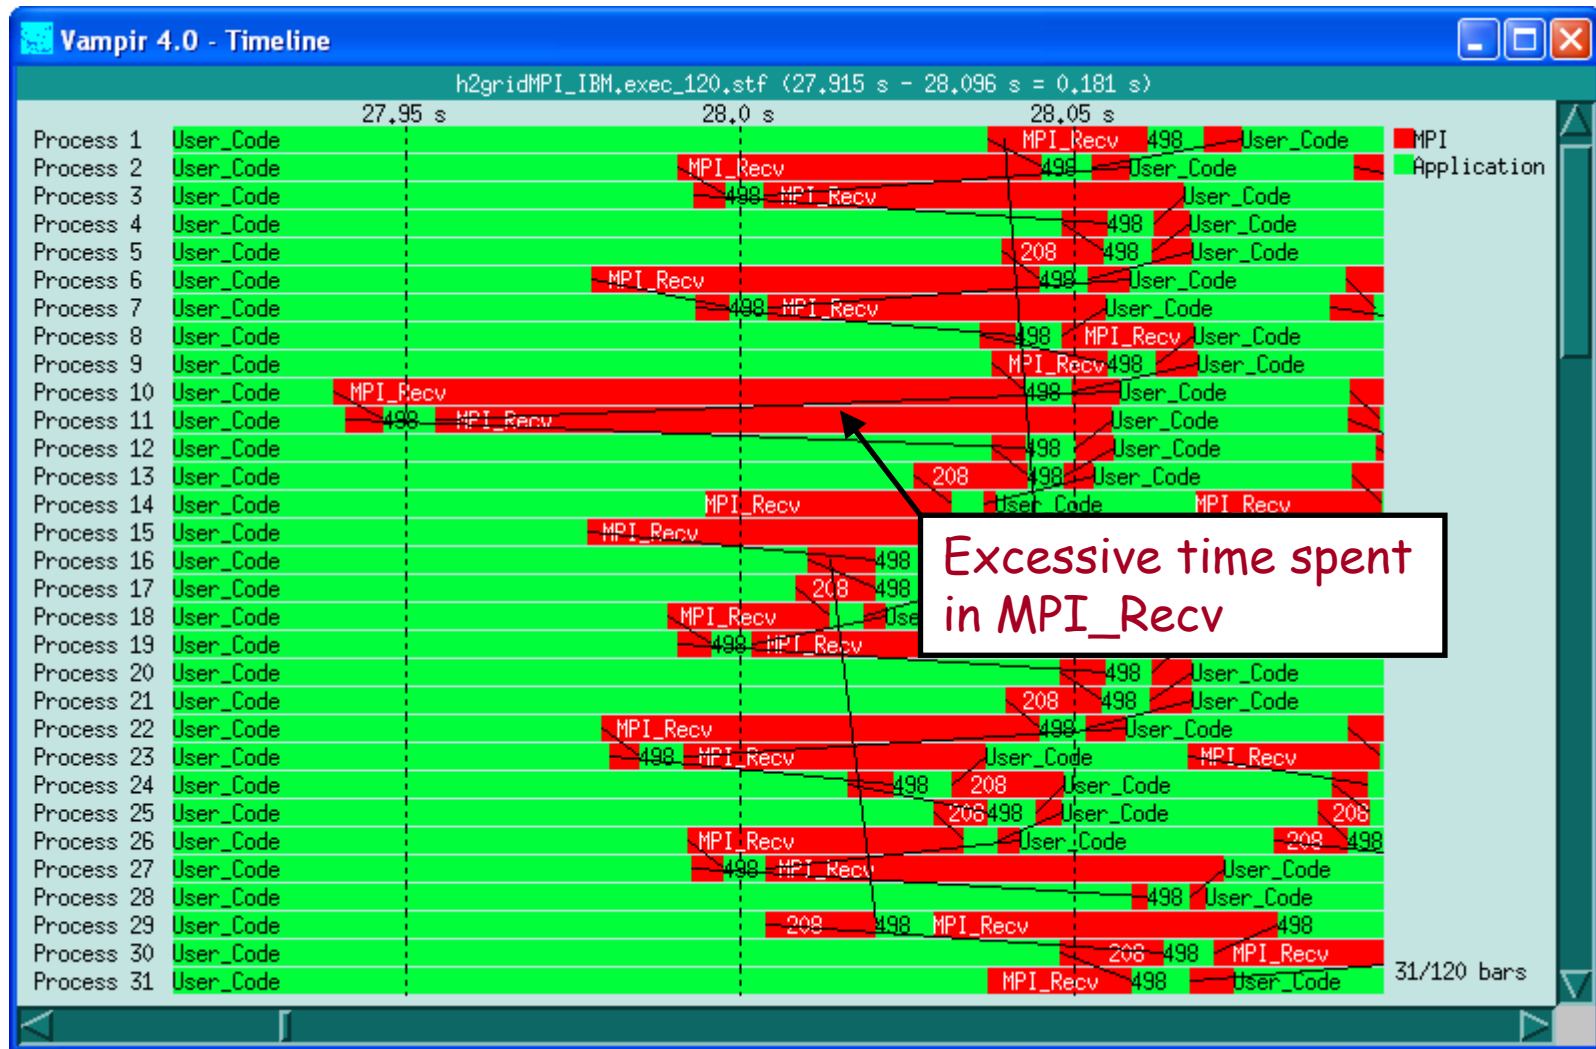 Vampir 4.0 - Timeline
h2gridMPI_IBM.exec_120.stf (27.915 s - 28.096 s = 0.181 s)
27.95 s 28.0 s 28.05 s
Process 1 User_Code MPI_Recv 498 User_Code MPI
Process 2 User_Code MPI_Recv 498 User_Code Application
Process 3 User_Code 498 MPI_Recv User_Code
Process 4 User_Code 498 User_Code
Process 5 User_Code 208 498 User_Code
Process 6 User_Code MPI_Recv 498 User_Code
Process 7 User_Code 498 MPI_Recv User_Code
Process 8 User_Code 498 MPI_Recv User_Code
Process 9 User_Code MPI_Recv 498 User_Code
Process 10 User_Code MPI_Recv 498 User_Code
Process 11 User_Code 498 MPI_Recv User_Code
Process 12 User_Code 498 User_Code
Process 13 User_Code 208 498 User_Code
Process 14 User_Code MPI_Recv User_Code MPI_Recv
Process 15 User_Code MPI_Recv
Process 16 User_Code 498
Process 17 User_Code 208 498
Process 18 User_Code MPI_Recv Use
Process 19 User_Code 498 MPI_Recv
Excessive time spent
in MPI_Recv
Process 20 User_Code 498 User_Code
Process 21 User_Code 208 498 User_Code
Process 22 User_Code MPI_Recv 498 User_Code
Process 23 User_Code 498 MPI_Recv User_Code MPI_Recv
Process 24 User_Code 498 208 User_Code
Process 25 User_Code 208 498 User_Code 208
Process 26 User_Code MPI_Recv User_Code 208 498
Process 27 User_Code 498 MPI_Recv User_Code
Process 28 User_Code 498 User_Code
Process 29 User_Code 208 498 MPI_Recv 498
Process 30 User_Code 208 498 MPI_Recv
Process 31 User_Code MPI_Recv 498 User_Code
31/120 bars